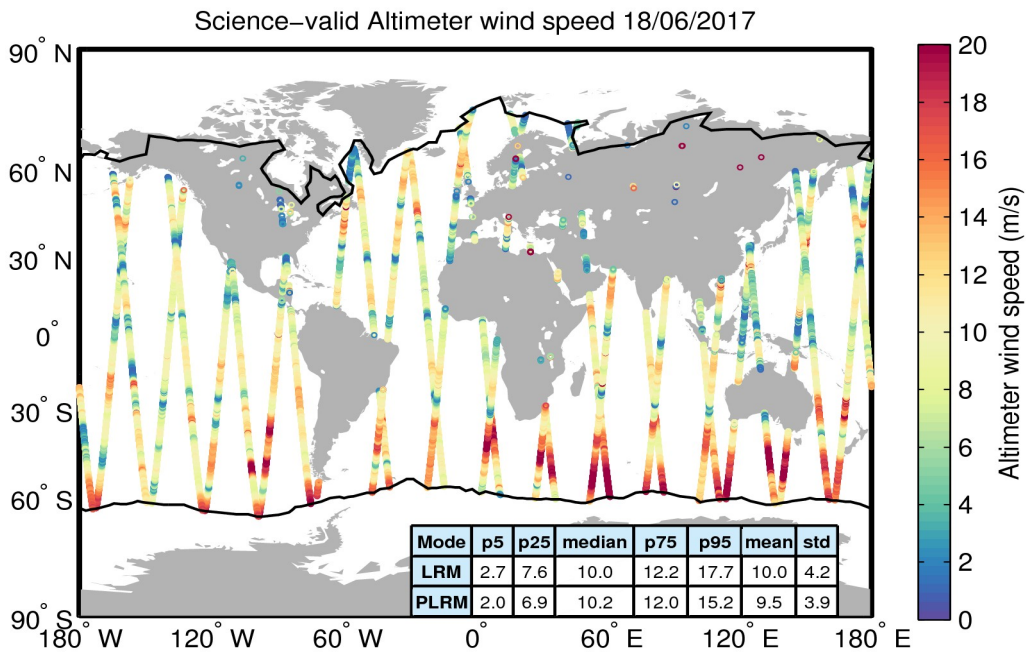 Science-valid Altimeter wind speed 18/06/2017
90° N
60° N
30° N
0°
30° S
60° S
90° S
180° W
120° W
60° W
0°
60° E
120° E
180° E
Mode p5 p25 median p75 p95 mean std
LRM 2.7 7.6 10.0 12.2 17.7 10.0 4.2
PLRM 2.0 6.9 10.2 12.0 15.2 9.5 3.9
20
18
16
14
12
10
8
6
4
2
0
Altimeter wind speed (m/s)